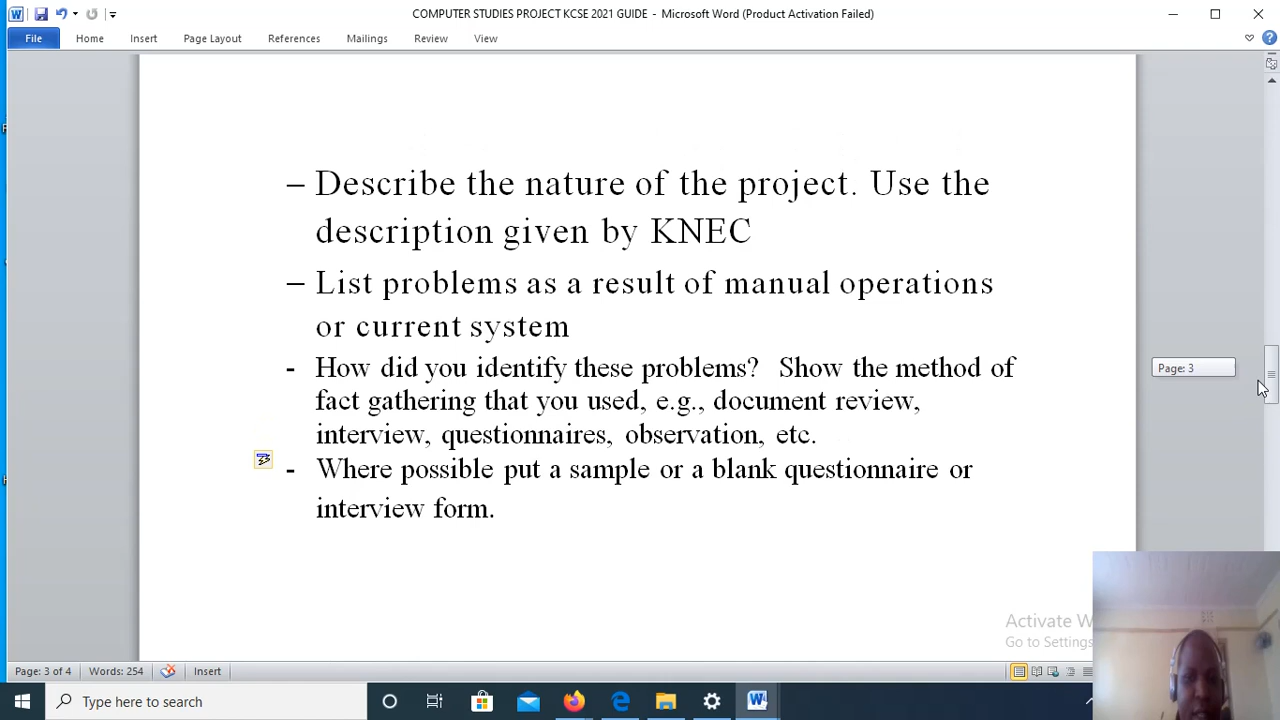 COMPUTER STUDIES PROJECT KCSE 2021 GUIDE - Microsoft Word (Product Activation Failed)
File Home Insert Page Layout References Mailings Review View
– Describe the nature of the project. Use the
description given by KNEC
– List problems as a result of manual operations
or current system
- How did you identify these problems? Show the method of
fact gathering that you used, e.g., document review,
interview, questionnaires, observation, etc.
- Where possible put a sample or a blank questionnaire or
interview form.
Page: 3
Activate W
Go to Settings
Page: 3 of 4 Words: 254 Insert
Type here to search